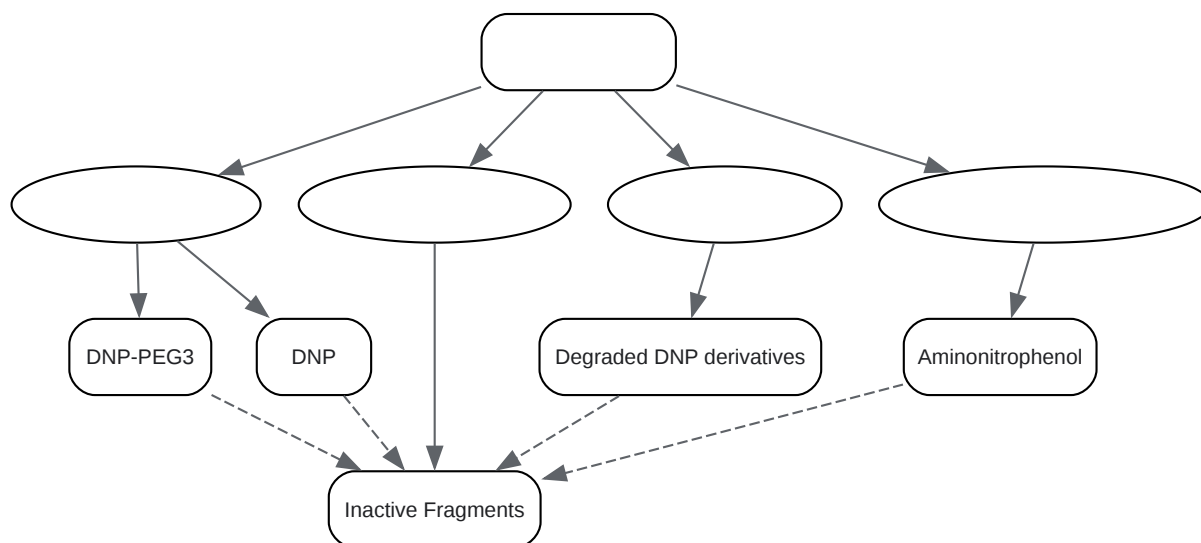 DNP-PEG3
DNP
Degraded DNP derivatives
Aminonitrophenol
Inactive Fragments